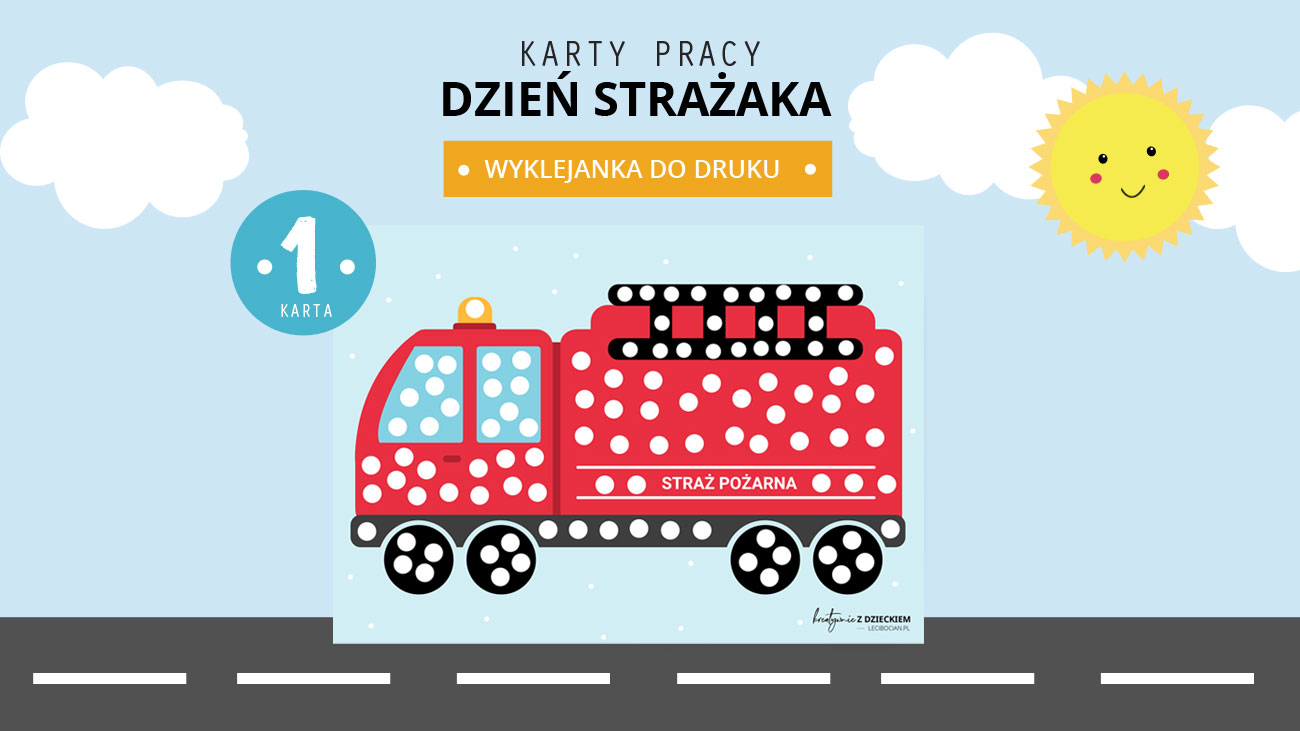 KARTY PRACY
DZIEŃ STRAŻAKA
WYKLEJANKA DO DRUKU
1
KARTA
STRAŻ POŻARNA
kreatywnie Z DZIECKIEM
LECIBOCIAN.PL